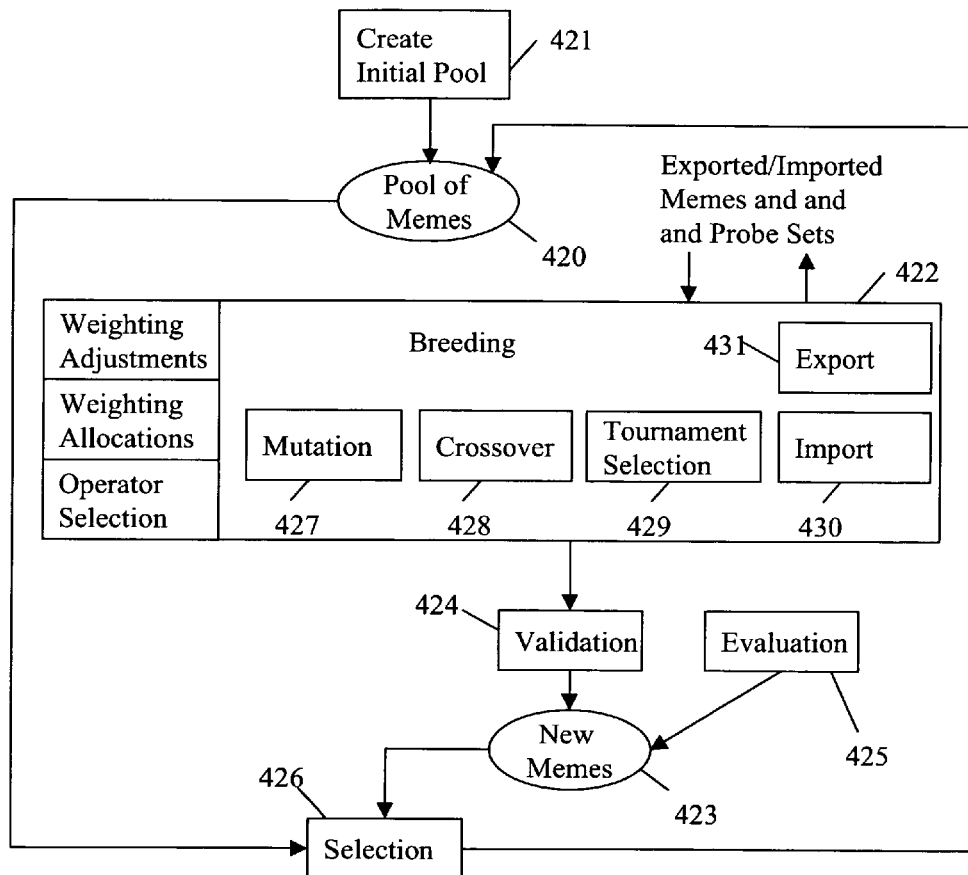 Create
Initial Pool
421
Pool of
Memes
420
Exported/Imported
Memes and and
and Probe Sets
422
Weighting
Adjustments
Breeding
431
Export
Weighting
Allocations
Mutation
Crossover
Tournament
Selection
Import
Operator
Selection
427
428
429
430
424
Validation
Evaluation
New
Memes
425
423
426
Selection